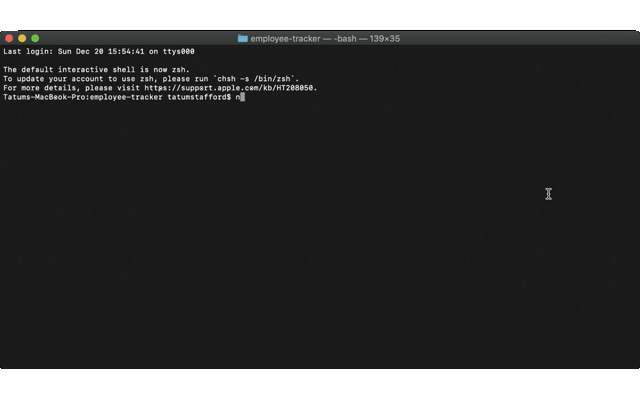 employee-tracker — -bash — 139×35
Last login: Sun Dec 20 15:54:41 on ttys000
The default interactive shell is now zsh.
To update your account to use zsh, please run `chsh -s /bin/zsh`.
For more details, please visit https://support.apple.com/kb/HT208050.
Tatums-MacBook-Pro:employee-tracker tatumstafford$ n